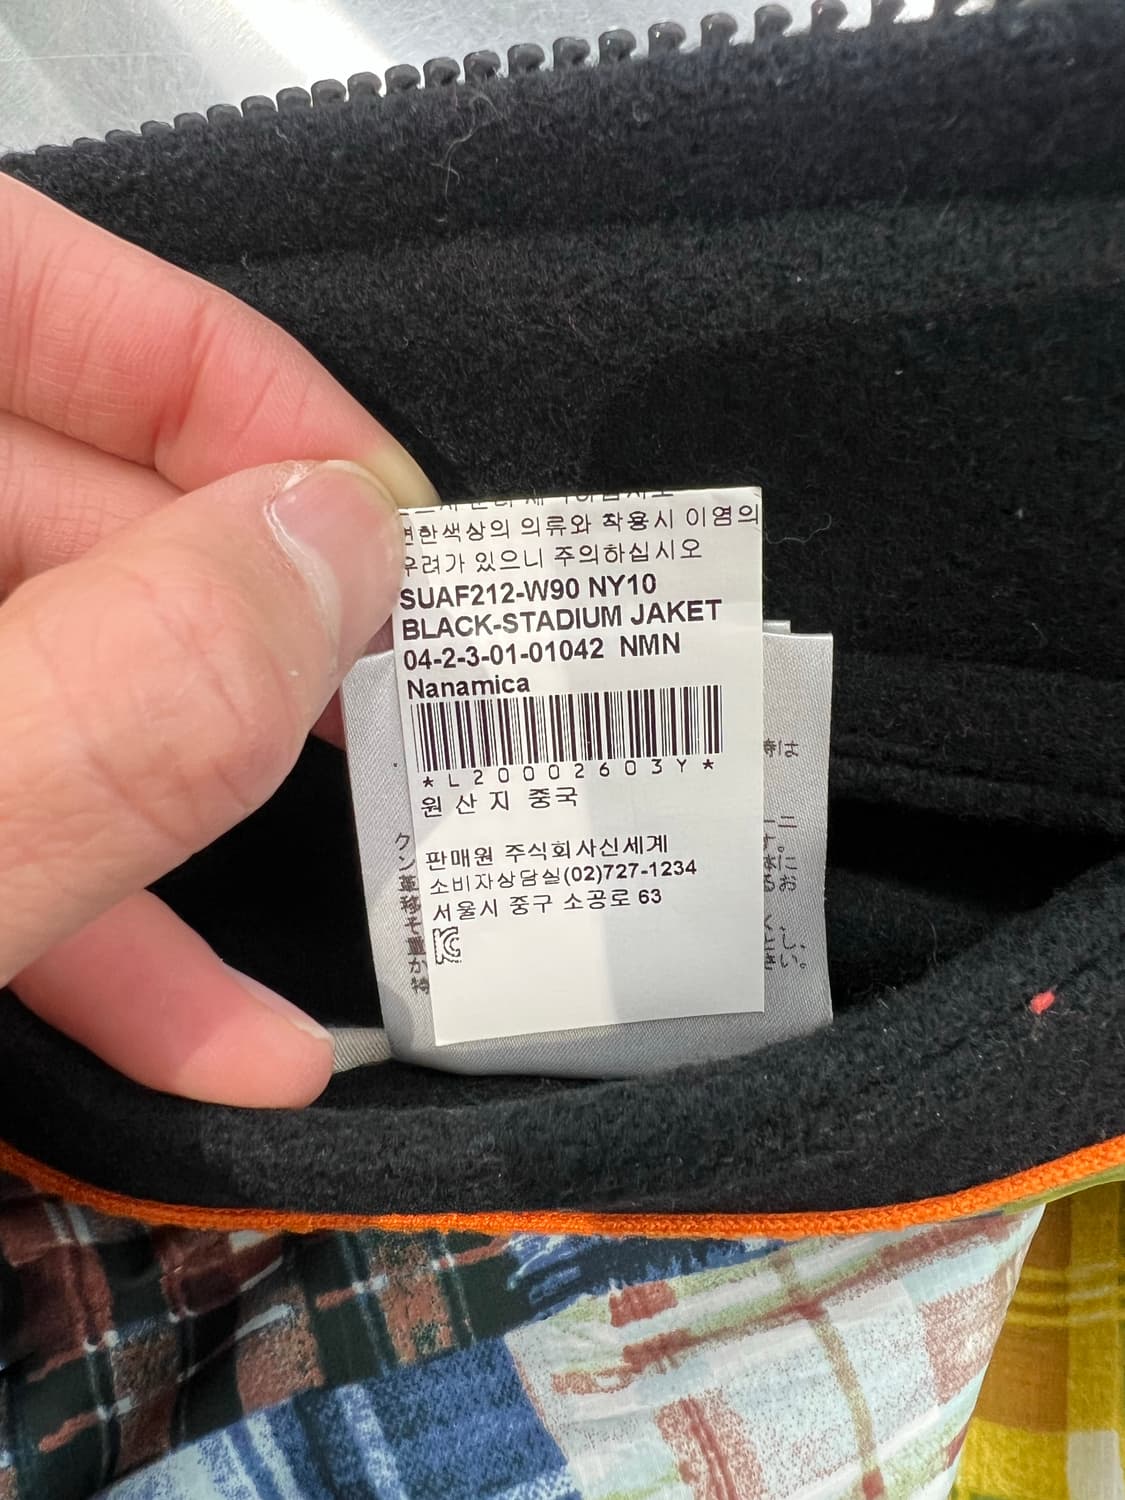 변한색상의 의류와 착용시 이염의
우려가 있으니 주의하십시오
SUAF212-W90 NY10
BLACK-STADIUM JAKET
04-2-3-01-01042 NMN
Nanamica
*L20002603Y*
원산지 중국
판매원 주식회사신세계
소비자상담실(02)727-1234
서울시 중구 소공로 63